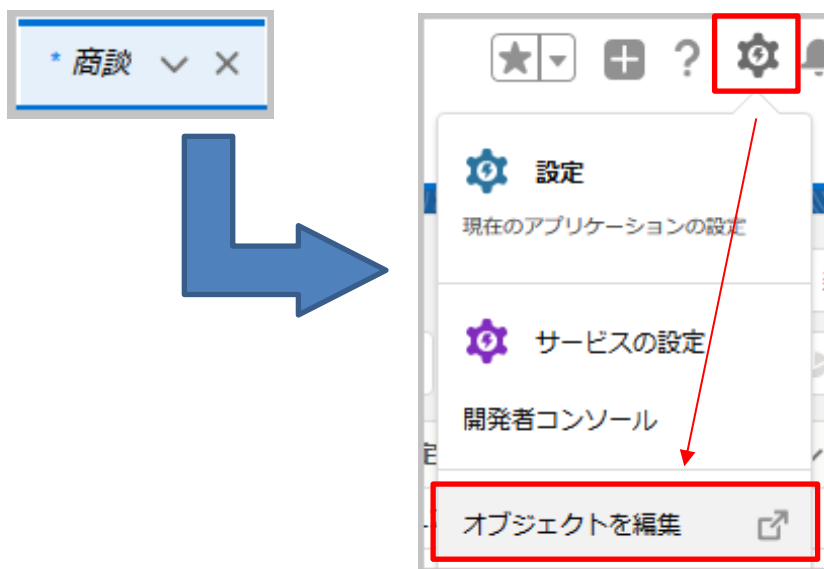 * 商談
設定
現在のアプリケーションの設定
サービスの設定
開発者コンソール
オブジェクトを編集